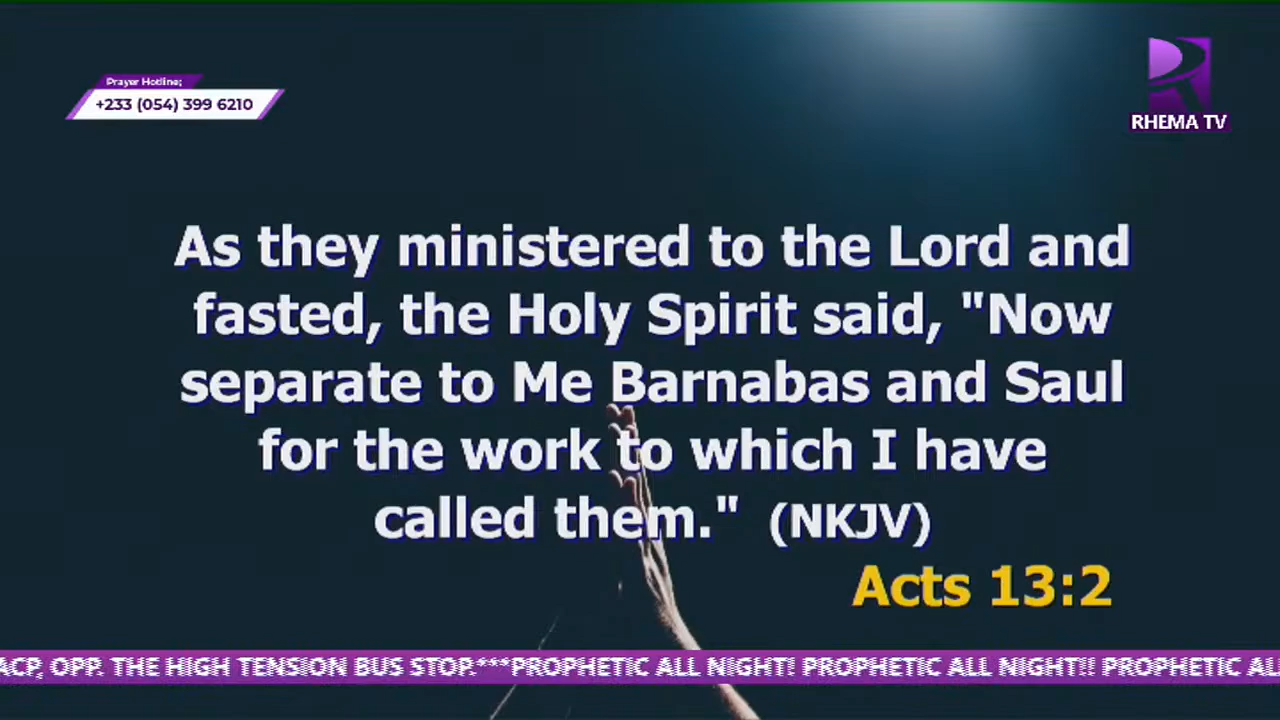 Prayer Hotline;
+233 (054) 399 6210
RHEMA TV
As they ministered to the Lord and
fasted, the Holy Spirit said, "Now
separate to Me Barnabas and Saul
for the work to which I have
called them." (NKJV)
Acts 13:2
ACP, OPP. THE HIGH TENSION BUS STOP.***PROPHETIC ALL NIGHT! PROPHETIC ALL NIGHT!! PROPHETIC AL